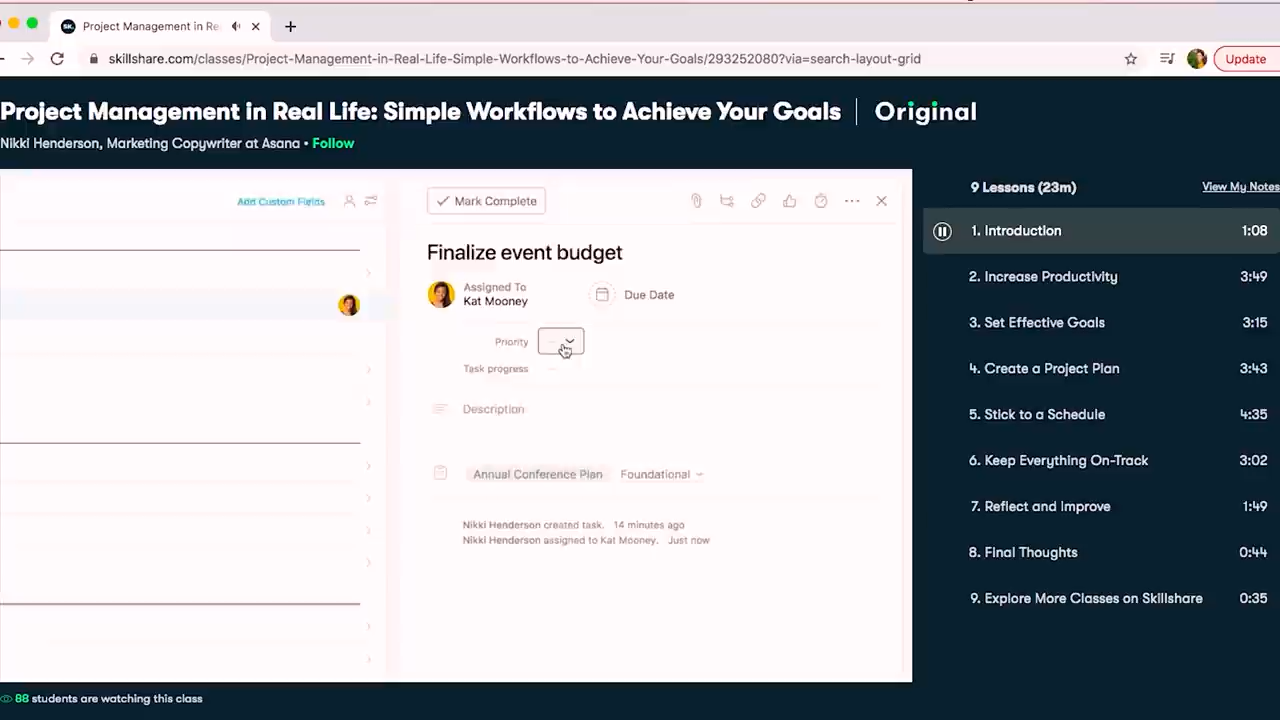 Project Management in Re
skillshare.com/classes/Project-Management-in-Real-Life-Simple-Workflows-to-Achieve-Your-Goals/293252080?via=search-layout-grid
Update
Project Management in Real Life: Simple Workflows to Achieve Your Goals
Original
Nikki Henderson, Marketing Copywriter at Asana • Follow
Add Custom Fields
Mark Complete
Finalize event budget
Assigned To
Kat Mooney
Due Date
Priority
Task progress
Description
Annual Conference Plan
Foundational
Nikki Henderson created task. 14 minutes ago
Nikki Henderson assigned to Kat Mooney. Just now
9 Lessons (23m)
View My Notes
1. Introduction 1:08
2. Increase Productivity 3:49
3. Set Effective Goals 3:15
4. Create a Project Plan 3:43
5. Stick to a Schedule 4:35
6. Keep Everything On-Track 3:02
7. Reflect and Improve 1:49
8. Final Thoughts 0:44
9. Explore More Classes on Skillshare 0:35
88 students are watching this class